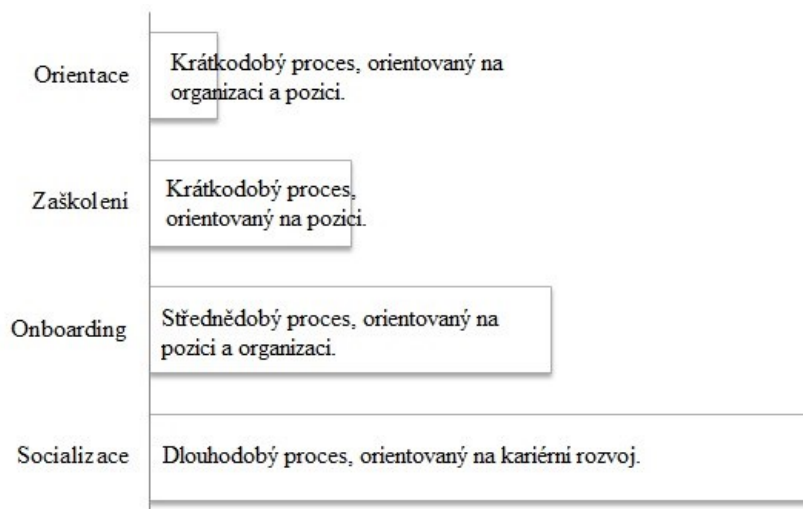 Orientace
Krátkodobý proces, orientovaný na
organizaci a pozici.
Zaškolení
Krátkodobý proces,
orientovaný na pozici.
Onboarding
Střednědobý proces, orientovaný na
pozici a organizaci.
Socializace
Dlouhodobý proces, orientovaný na kariérní rozvoj.